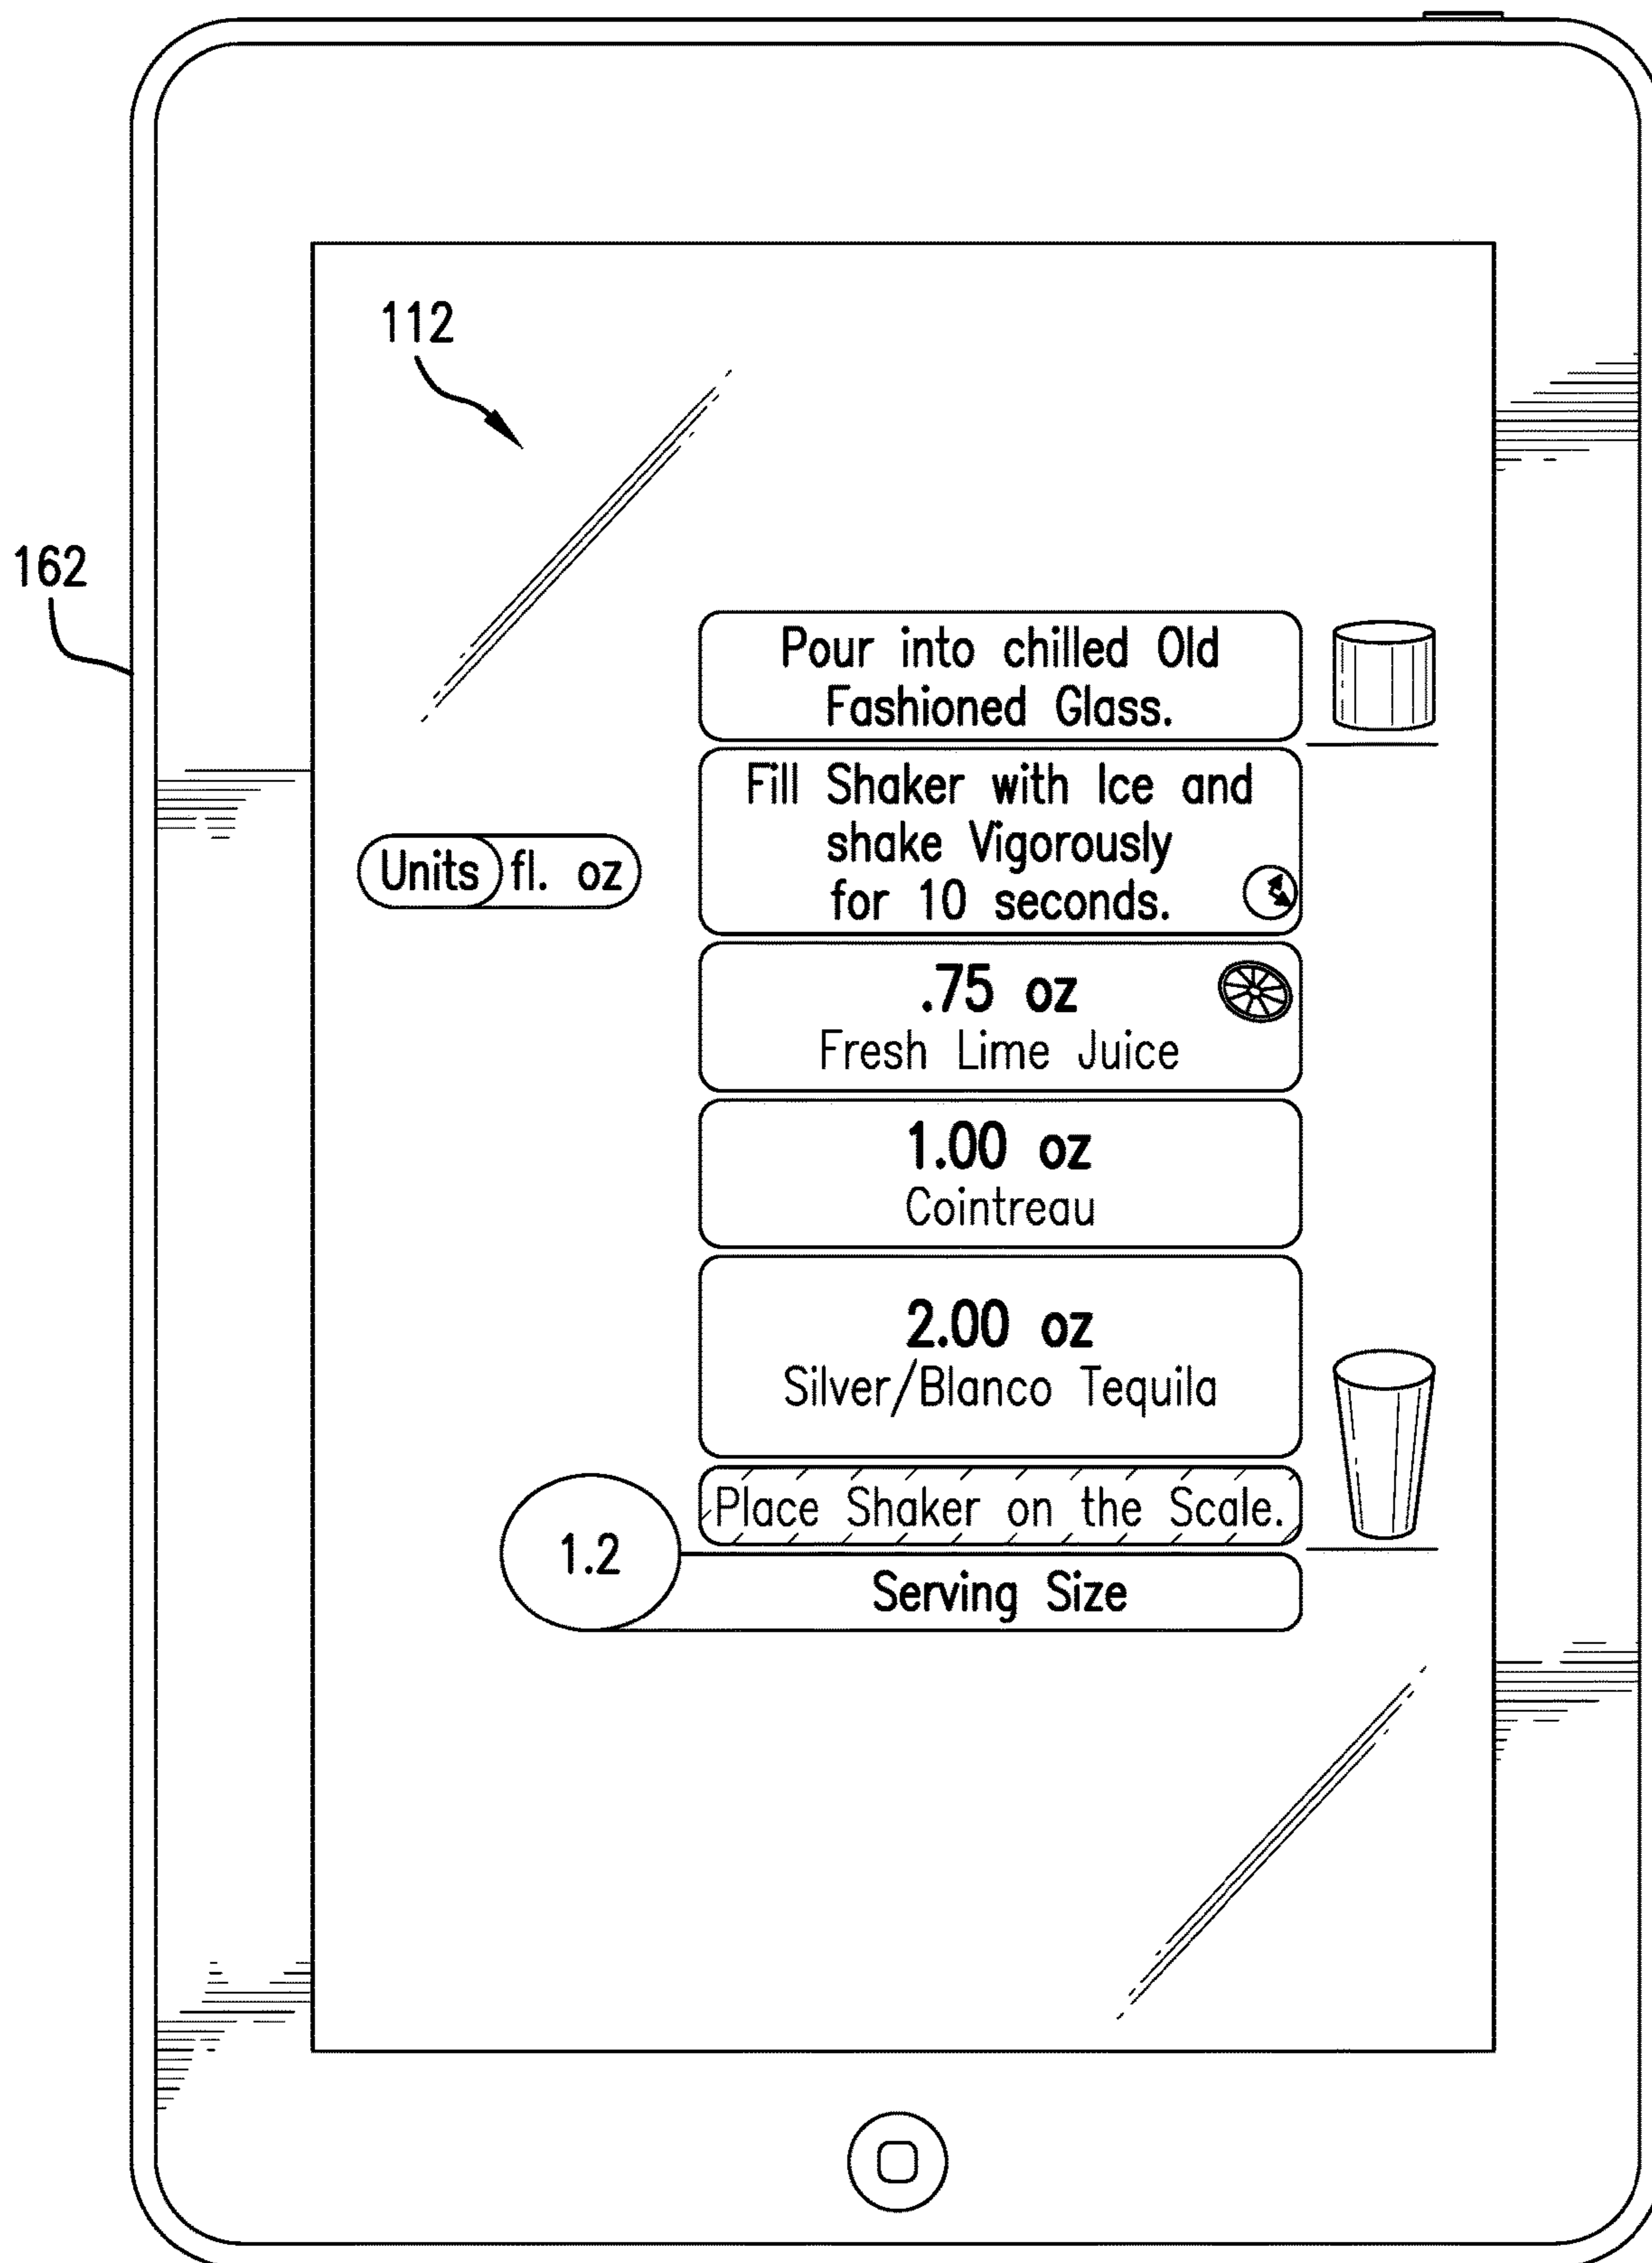 112
162
Pour into chilled Old
Fashioned Glass.
Fill Shaker with Ice and
shake Vigorously
for 10 seconds.
Units fl. oz
.75 oz
Fresh Lime Juice
1.00 oz
Cointreau
2.00 oz
Silver/Blanco Tequila
Place Shaker on the Scale.
1.2
Serving Size